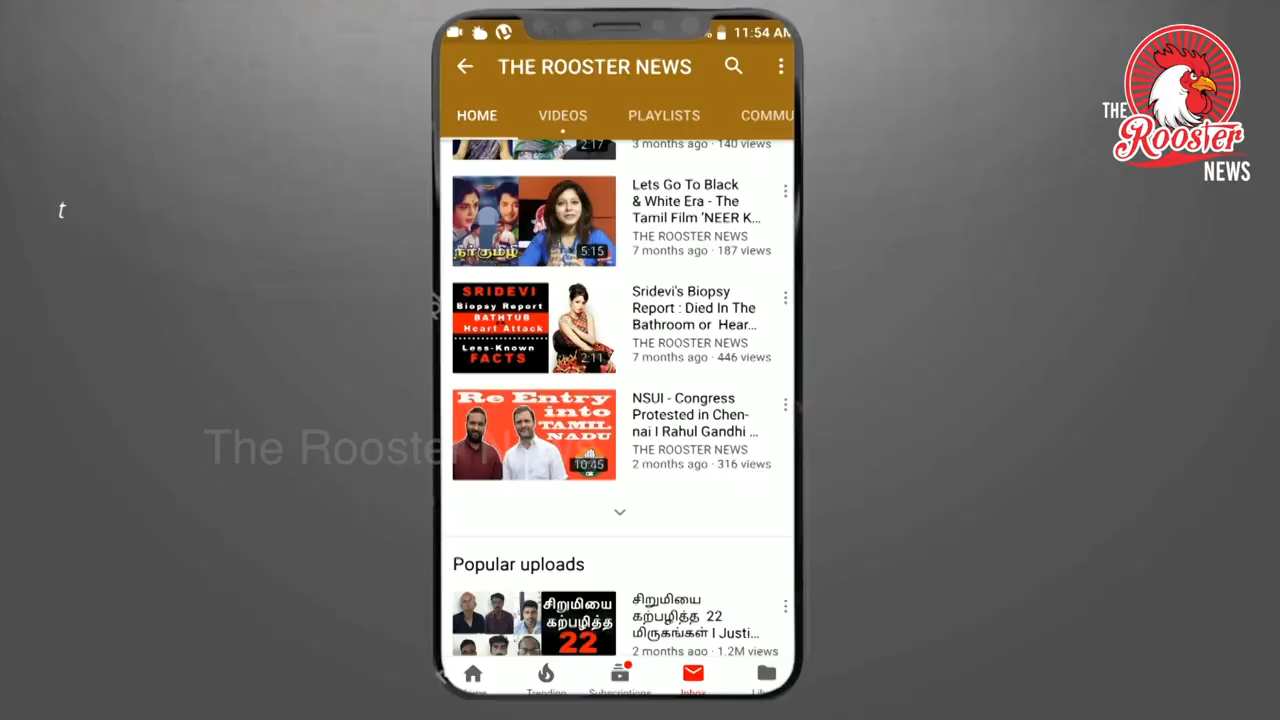 11:54 AM
THE ROOSTER NEWS
HOME VIDEOS PLAYLISTS COMMU
2:17
3 months ago · 140 views
நீர்குமிழி
5:15
Lets Go To Black
& White Era - The
Tamil Film 'NEER K...
THE ROOSTER NEWS
7 months ago · 187 views
SRIDEVI
Biopsy Report
BATHTUB
Heart Attack
Less-Known
FACTS
2:11
Sridevi's Biopsy
Report : Died In The
Bathroom or Hear...
THE ROOSTER NEWS
7 months ago · 446 views
Re Entry
into
TAMIL
NADU
10:45
NSUI - Congress
Protested in Chen-
nai I Rahul Gandhi ...
THE ROOSTER NEWS
2 months ago · 316 views
Popular uploads
சிறுமியை
கற்பழித்த
22
சிறுமியை
கற்பழித்த 22
மிருகங்கள் I Justi...
2 months ago · 1.2M views
Trending Subscriptions Inbox
THE
Rooster
NEWS
t
The Rooster News